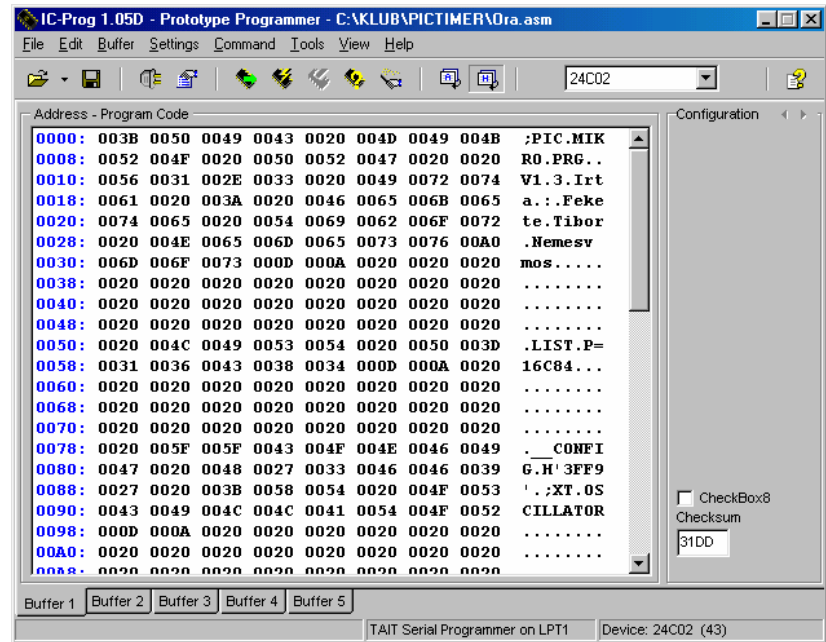 IC-Prog 1.05D - Prototype Programmer - C:\KLUB\PICTIMER\Ora.asm
File Edit Buffer Settings Command Tools View Help
24C02
Address - Program Code
Configuration
0000: 003B 0050 0049 0043 0020 004D 0049 004B ;PIC.MIK
0008: 0052 004F 0020 0050 0052 0047 0020 0020 RO.PRG..
0010: 0056 0031 002E 0033 0020 0049 0072 0074 V1.3.Irt
0018: 0061 0020 003A 0020 0046 0065 006B 0065 a.:.Feke
0020: 0074 0065 0020 0054 0069 0062 006F 0072 te.Tibor
0028: 0020 004E 0065 006D 0065 0073 0076 00A0 .Nemesv
0030: 006D 006F 0073 000D 000A 0020 0020 0020 mos.....
0038: 0020 0020 0020 0020 0020 0020 0020 0020 ........
0040: 0020 0020 0020 0020 0020 0020 0020 0020 ........
0048: 0020 0020 0020 0020 0020 0020 0020 0020 ........
0050: 0020 004C 0049 0053 0054 0020 0050 003D .LIST.P=
0058: 0031 0036 0043 0038 0034 000D 000A 0020 16C84...
0060: 0020 0020 0020 0020 0020 0020 0020 0020 ........
0068: 0020 0020 0020 0020 0020 0020 0020 0020 ........
0070: 0020 0020 0020 0020 0020 0020 0020 0020 ........
0078: 0020 005F 005F 0043 004F 004E 0046 0049 .__CONFI
0080: 0047 0020 0048 0027 0033 0046 0046 0039 G.H'3FF9
0088: 0027 0020 003B 0058 0054 0020 004F 0053 '.;XT.OS
0090: 0043 0049 004C 004C 0041 0054 004F 0052 CILLATOR
0098: 000D 000A 0020 0020 0020 0020 0020 0020 ........
00A0: 0020 0020 0020 0020 0020 0020 0020 0020 ........
00A8: 0020 0020 0020 0020 0020 0020 0020 0020
CheckBox8
Checksum
31DD
Buffer 1 Buffer 2 Buffer 3 Buffer 4 Buffer 5
TAIT Serial Programmer on LPT1 Device: 24C02 (43)